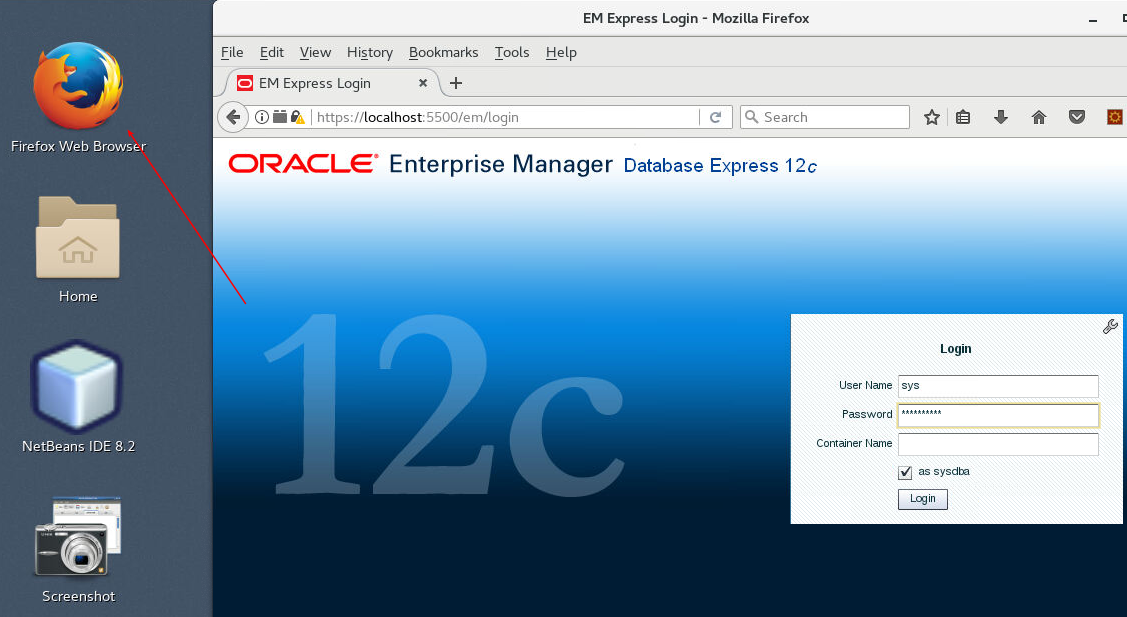 Firefox Web Browser
Home
NetBeans IDE 8.2
Screenshot
EM Express Login - Mozilla Firefox
File Edit View History Bookmarks Tools Help
EM Express Login
https://localhost:5500/em/login
Search
ORACLE® Enterprise Manager Database Express 12c
12c
Login
User Name sys
Password **********
Container Name
as sysdba
Login